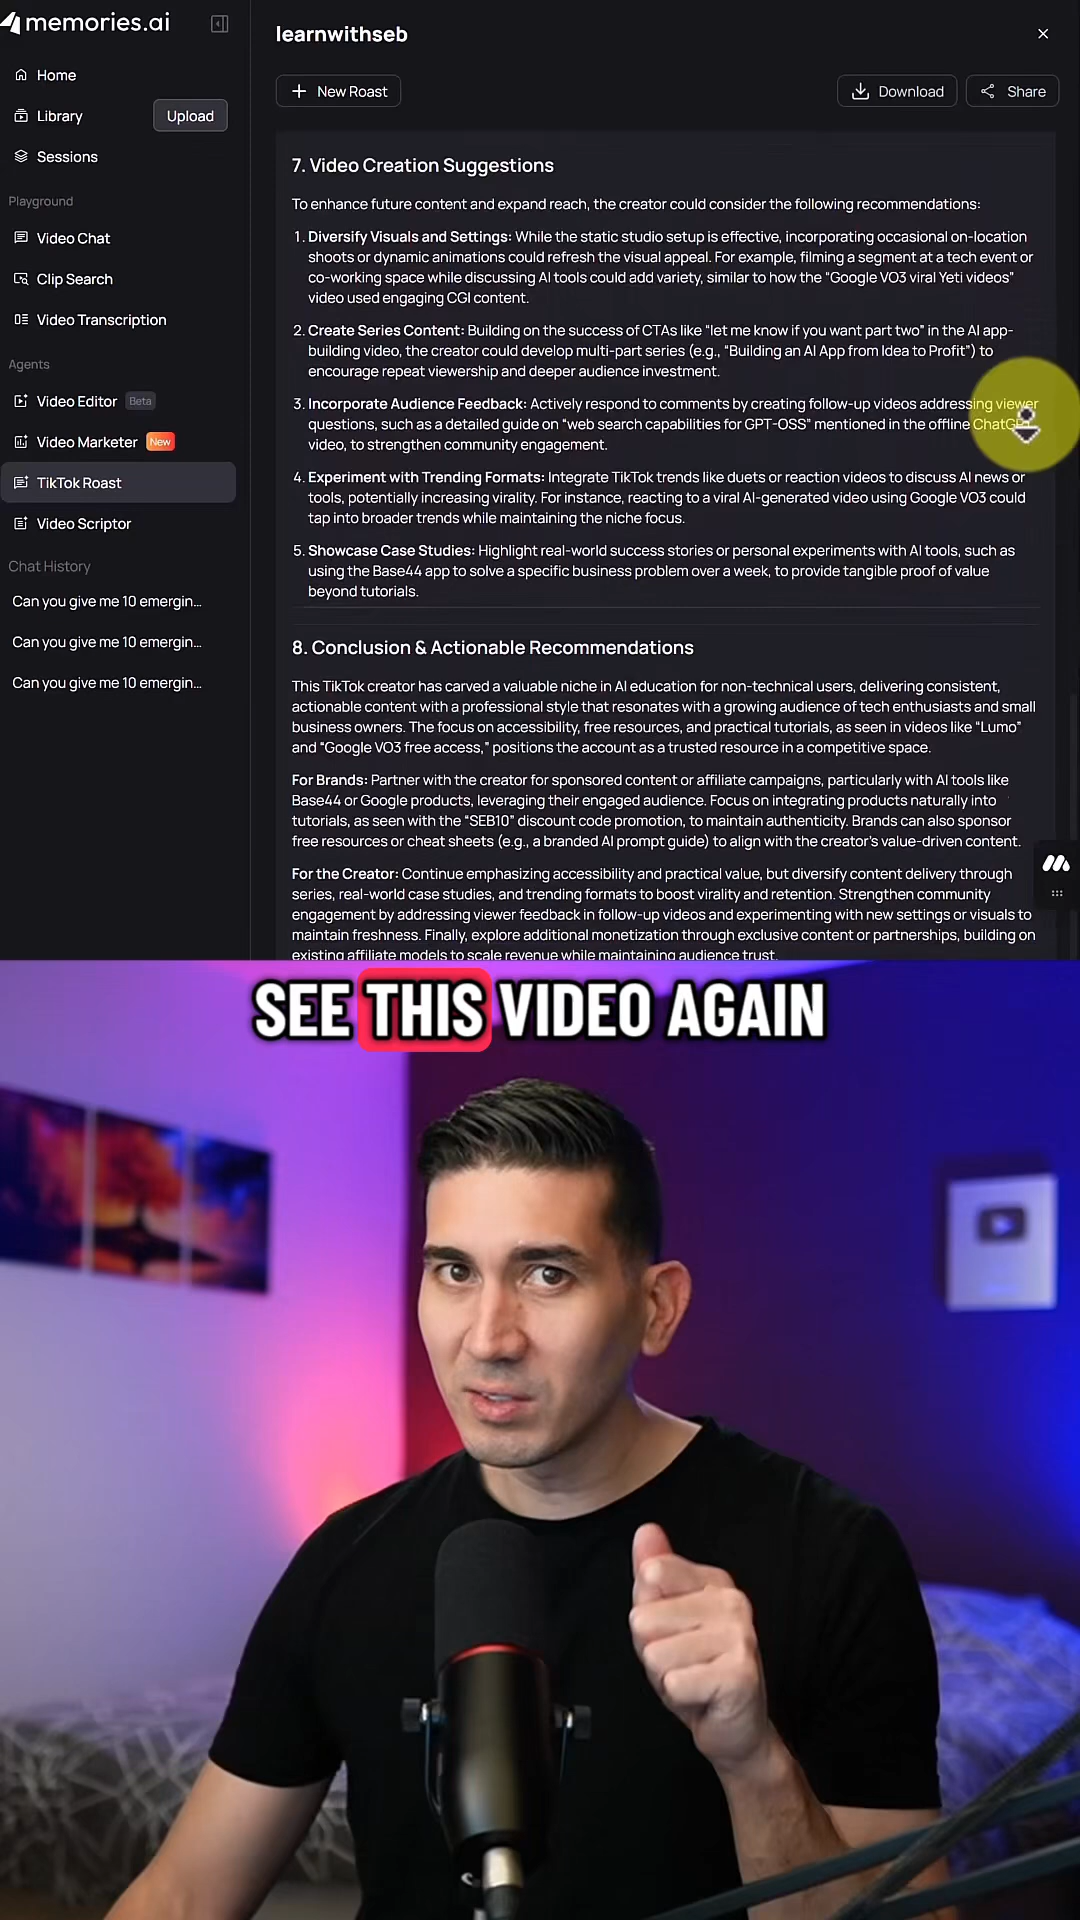 memories.ai
Home
Library
Upload
Sessions
Playground
Video Chat
Clip Search
Video Transcription
Agents
Video Editor Beta
Video Marketer New
TikTok Roast
Video Scriptor
Chat History
Can you give me 10 emergin...
Can you give me 10 emergin...
Can you give me 10 emergin...
learnwithseb
New Roast
Download
Share
7. Video Creation Suggestions
To enhance future content and expand reach, the creator could consider the following recommendations:
1. Diversify Visuals and Settings: While the static studio setup is effective, incorporating occasional on-location
shoots or dynamic animations could refresh the visual appeal. For example, filming a segment at a tech event or
co-working space while discussing AI tools could add variety, similar to how the “Google VO3 viral Yeti videos”
video used engaging CGI content.
2. Create Series Content: Building on the success of CTAs like “let me know if you want part two” in the AI app-
building video, the creator could develop multi-part series (e.g., “Building an AI App from Idea to Profit”) to
encourage repeat viewership and deeper audience investment.
3. Incorporate Audience Feedback: Actively respond to comments by creating follow-up videos addressing viewer
questions, such as a detailed guide on “web search capabilities for GPT-OSS” mentioned in the offline ChatGPT
video, to strengthen community engagement.
4. Experiment with Trending Formats: Integrate TikTok trends like duets or reaction videos to discuss AI news or
tools, potentially increasing virality. For instance, reacting to a viral AI-generated video using Google VO3 could
tap into broader trends while maintaining the niche focus.
5. Showcase Case Studies: Highlight real-world success stories or personal experiments with AI tools, such as
using the Base44 app to solve a specific business problem over a week, to provide tangible proof of value
beyond tutorials.
8. Conclusion & Actionable Recommendations
This TikTok creator has carved a valuable niche in AI education for non-technical users, delivering consistent,
actionable content with a professional style that resonates with a growing audience of tech enthusiasts and small
business owners. The focus on accessibility, free resources, and practical tutorials, as seen in videos like “Lumo”
and “Google VO3 free access,” positions the account as a trusted resource in a competitive space.
For Brands: Partner with the creator for sponsored content or affiliate campaigns, particularly with AI tools like
Base44 or Google products, leveraging their engaged audience. Focus on integrating products naturally into
tutorials, as seen with the “SEB10” discount code promotion, to maintain authenticity. Brands can also sponsor
free resources or cheat sheets (e.g., a branded AI prompt guide) to align with the creator’s value-driven content.
For the Creator: Continue emphasizing accessibility and practical value, but diversify content delivery through
series, real-world case studies, and trending formats to boost virality and retention. Strengthen community
engagement by addressing viewer feedback in follow-up videos and experimenting with new settings or visuals to
maintain freshness. Finally, explore additional monetization through exclusive content or partnerships, building on
existing affiliate models to scale revenue while maintaining audience trust.
SEE THIS VIDEO AGAIN